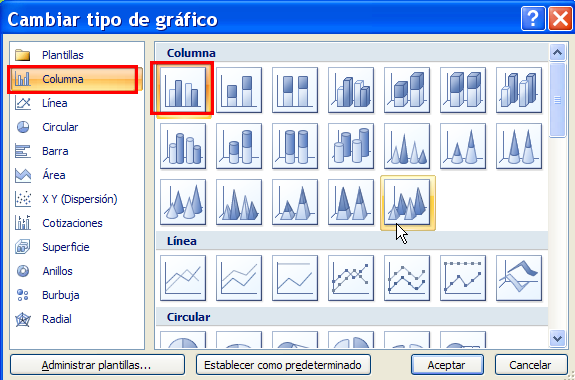 Cambiar tipo de gráfico
Plantillas
Columna
Línea
Circular
Barra
Área
X Y (Dispersión)
Cotizaciones
Superficie
Anillos
Burbuja
Radial
Columna
Línea
Circular
Administrar plantillas...
Establecer como predeterminado
Aceptar
Cancelar